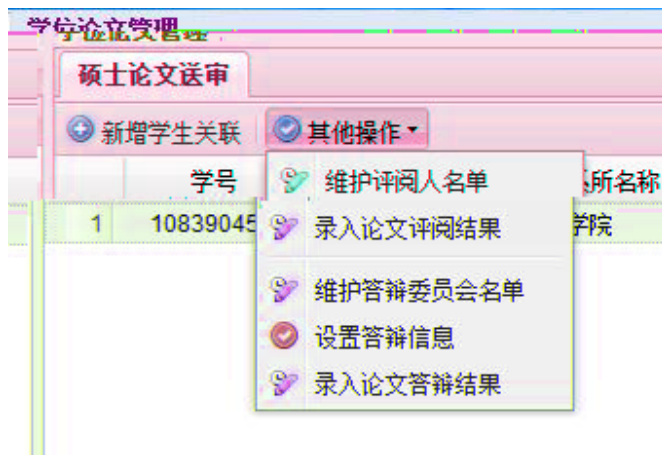 学位论文管理
硕士论文送审
新增学生关联 其他操作
学号 所名称
1 10839045 学院
维护评阅人名单
录入论文评阅结果
维护答辩委员会名单
设置答辩信息
录入论文答辩结果